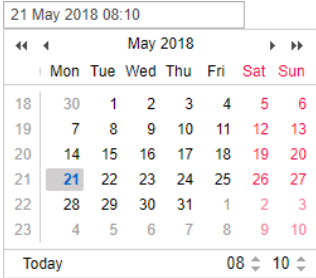 21 May 2018 08:10
May 2018
Mon Tue Wed Thu Fri Sat Sun
18 30 1 2 3 4 5 6
19 7 8 9 10 11 12 13
20 14 15 16 17 18 19 20
21 21 22 23 24 25 26 27
22 28 29 30 31 1 2 3
23 4 5 6 7 8 9 10
Today 08 10